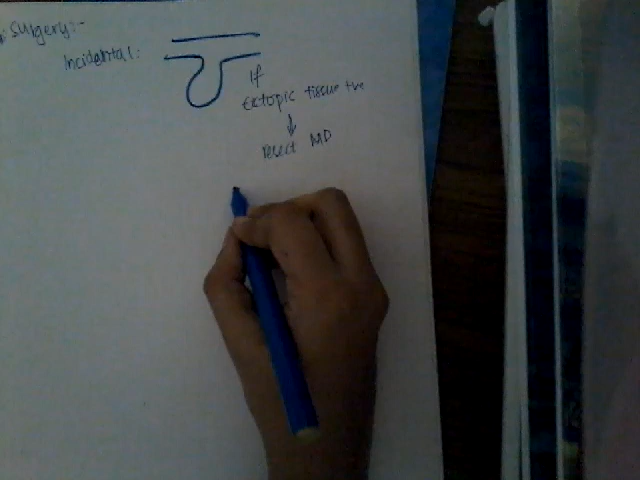 Surgery:-
Incidental:
If
Ectopic tissue +ve
↓
resect MD